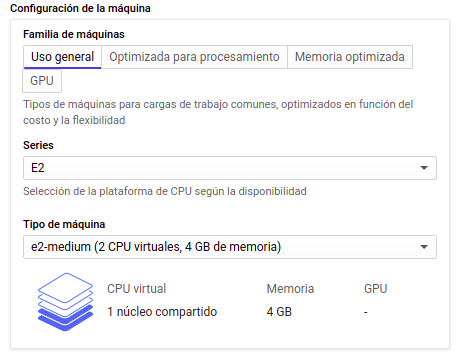 Configuración de la máquina
Familia de máquinas
Uso general
Optimizada para procesamiento
Memoria optimizada
GPU
Tipos de máquinas para cargas de trabajo comunes, optimizados en función del
costo y la flexibilidad
Series
E2
Selección de la plataforma de CPU según la disponibilidad
Tipo de máquina
e2-medium (2 CPU virtuales, 4 GB de memoria)
CPU virtual Memoria GPU
1 núcleo compartido 4 GB -